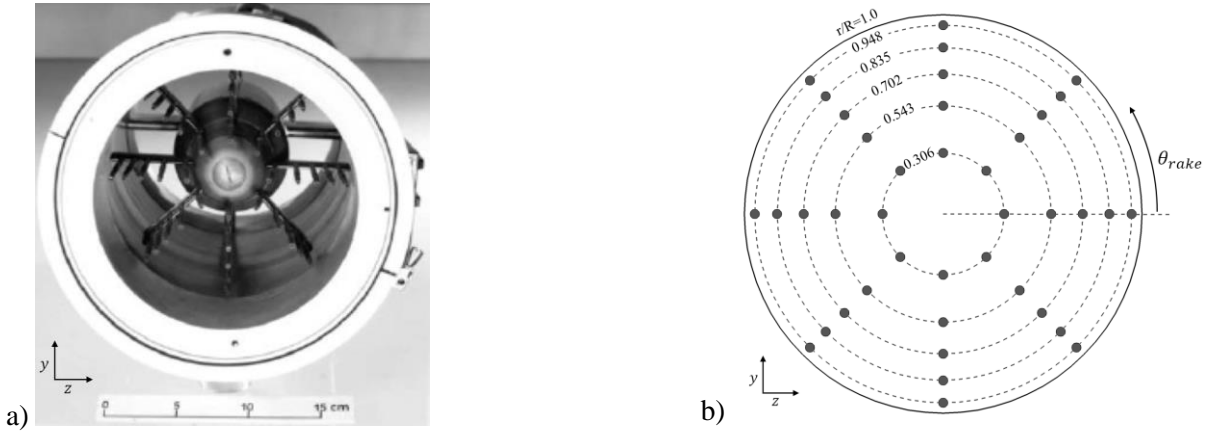 y
z
0 5 10 15 cm
a)
r/R=1.0
0.948
0.835
0.702
0.543
0.306
θrake
y
z
b)